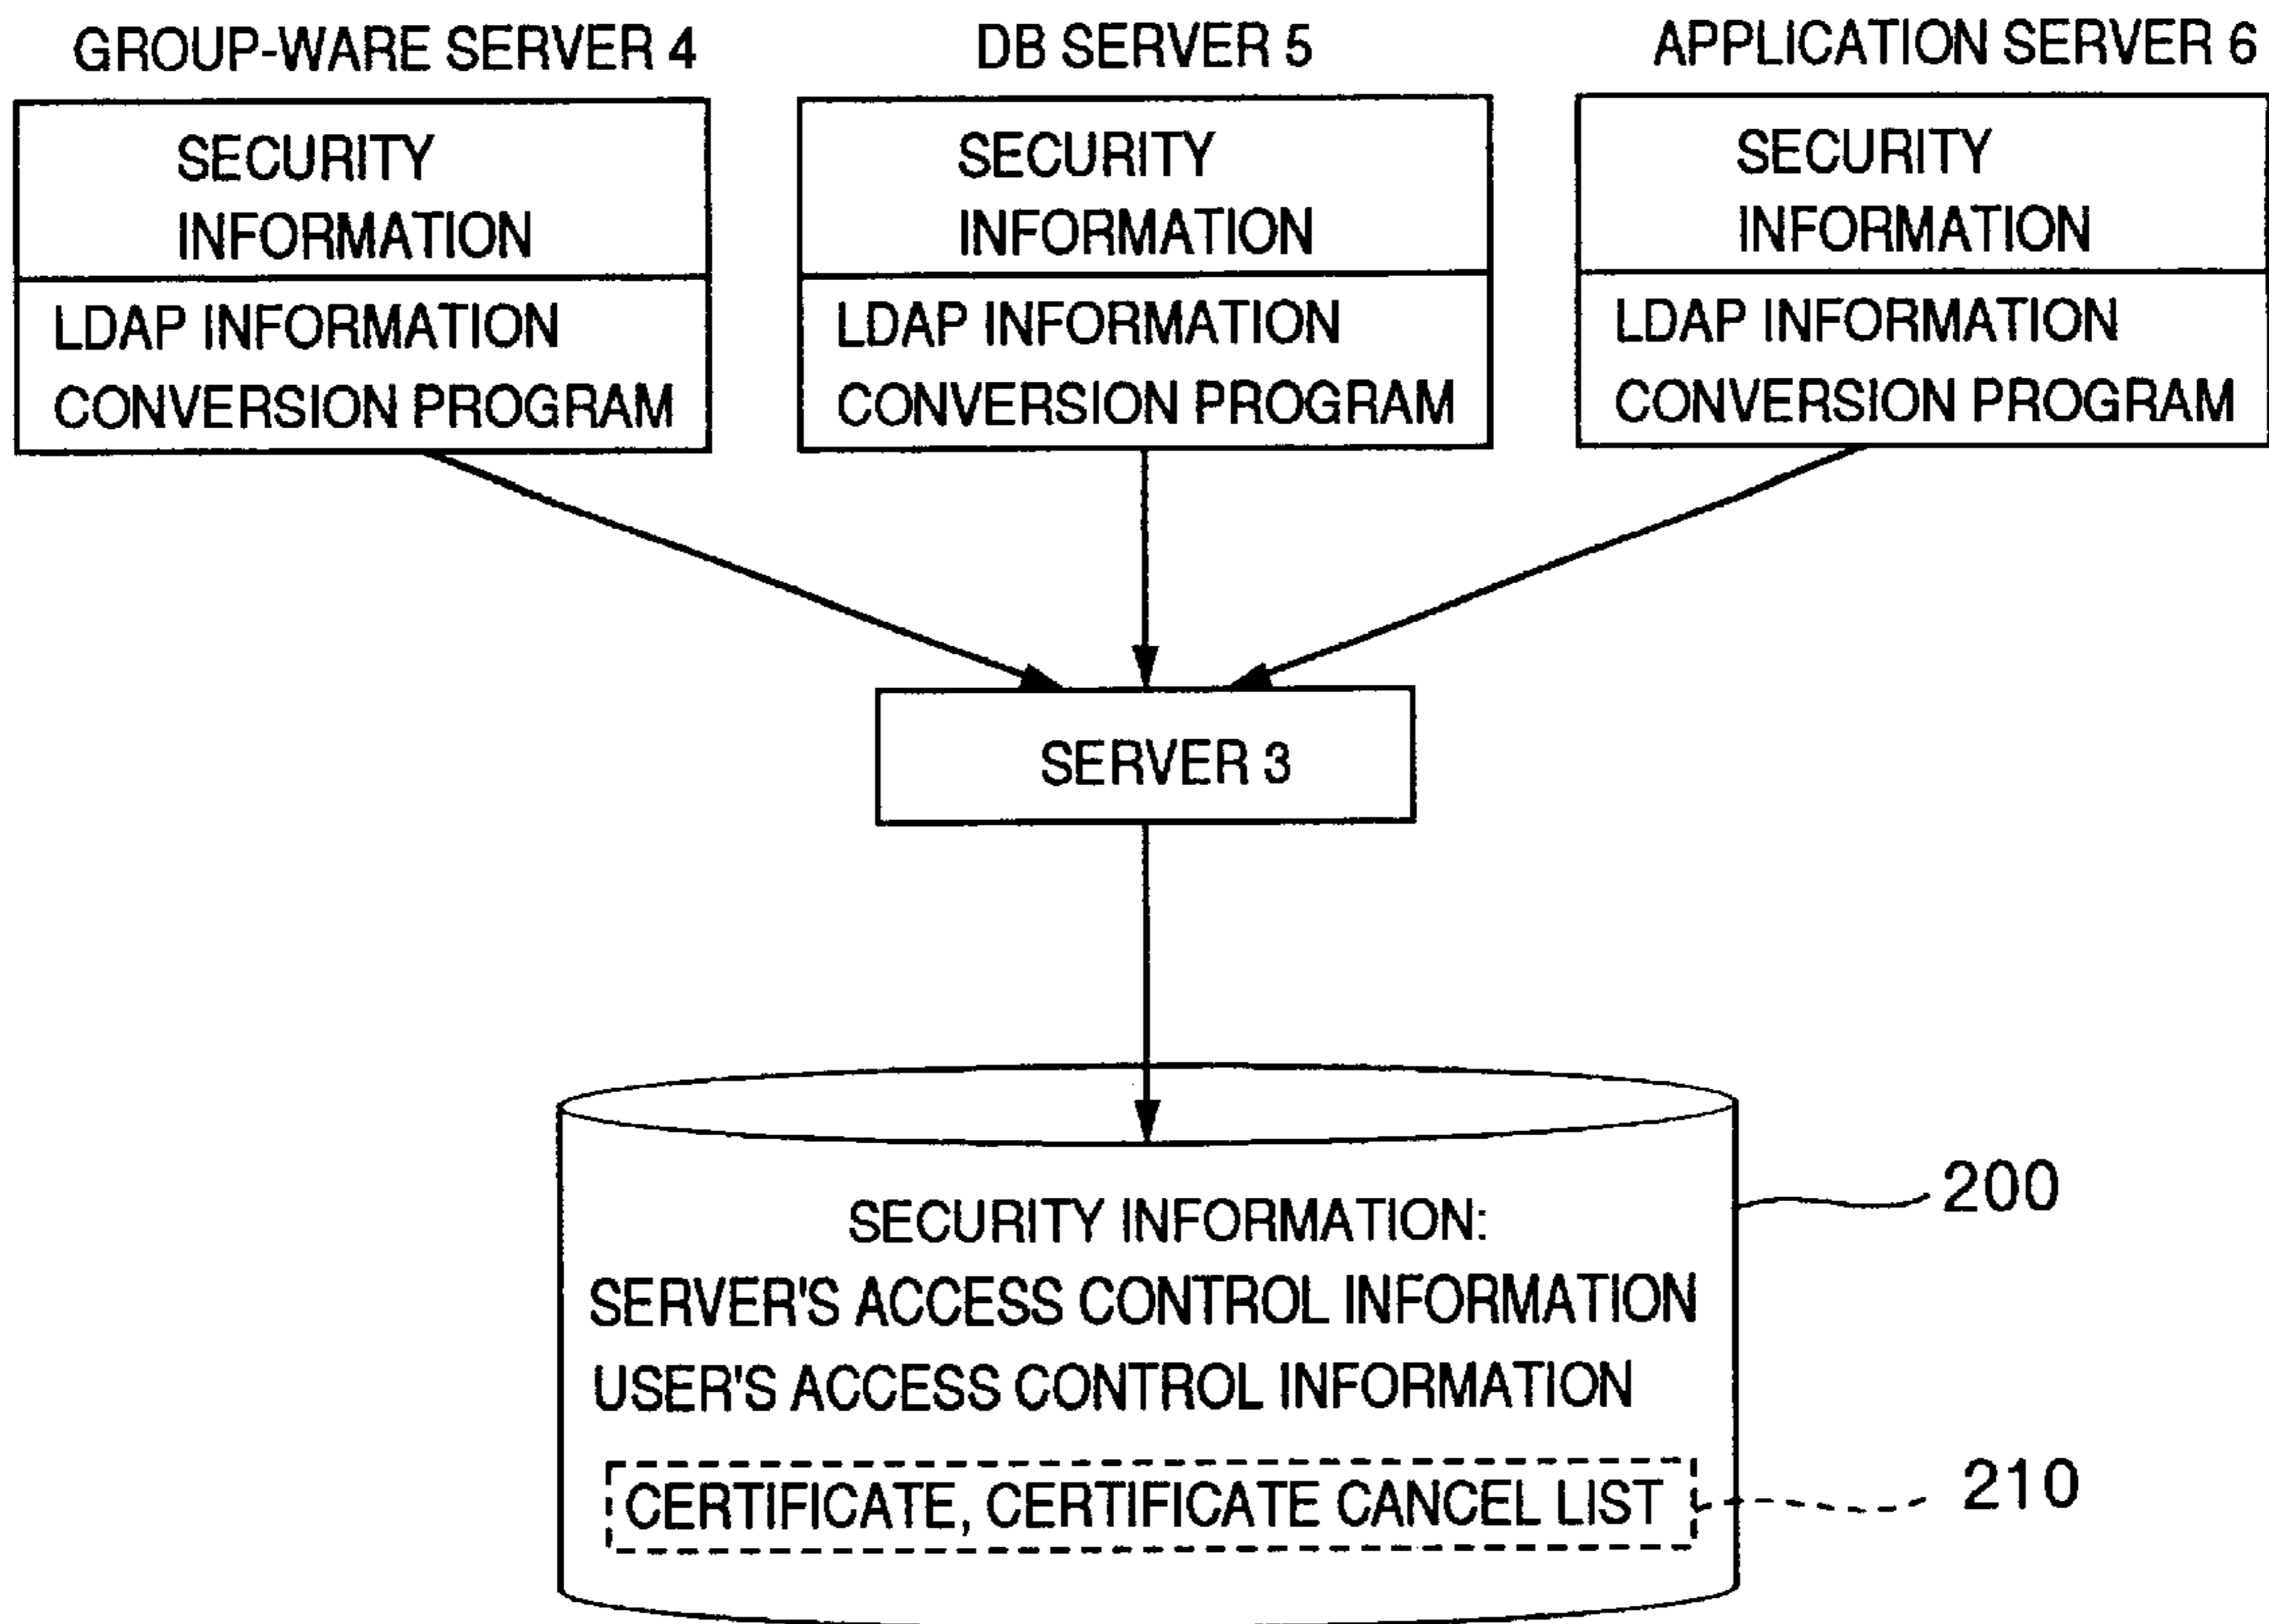 GROUP-WARE SERVER 4
DB SERVER 5
APPLICATION SERVER 6
SECURITY
INFORMATION
LDAP INFORMATION
CONVERSION PROGRAM
SECURITY
INFORMATION
LDAP INFORMATION
CONVERSION PROGRAM
SECURITY
INFORMATION
LDAP INFORMATION
CONVERSION PROGRAM
SERVER 3
SECURITY INFORMATION:
SERVER'S ACCESS CONTROL INFORMATION
USER'S ACCESS CONTROL INFORMATION
CERTIFICATE, CERTIFICATE CANCEL LIST
200
210